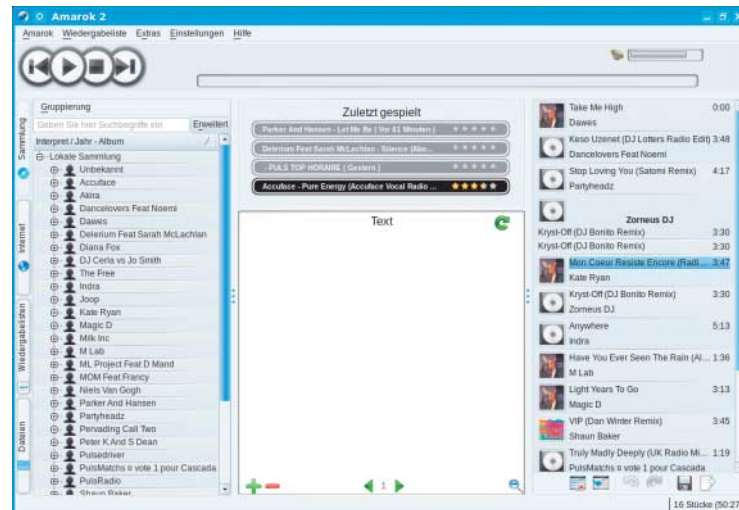 Amarok 2
Amarok Wiedergabeliste Extras Einstellungen Hilfe
Sammlung
Internet
Wiedergabelisten
Dateien
Gruppierung
Geben Sie hier Suchbegriffe ein Erweitert
Interpret / Jahr - Album
Lokale Sammlung
Unbekannt
Accuface
Akira
Dancelovers Feat Noemi
Dawes
Delerium Feat Sarah McLachlan
Diana Fox
DJ Cerla vs Jo Smith
The Free
Indra
Joop
Kate Ryan
Magic D
Milk Inc
M Lab
ML Project Feat D Mand
MOM Feat Francy
Niels Van Gogh
Parker And Hansen
Partyheadz
Pervading Call Two
Peter K And S Dean
Pulsedriver
PulsMatchs ¤ vote 1 pour Cascada
PulsRadio
Shaun Baker
Zuletzt gespielt
Parker And Hansen - Let Me Be ( Vor 61 Minuten )
Delerium Feat Sarah McLachlan - Silence (Abo...
- PULS TOP HORAIRE ( Gestern )
Accuface - Pure Energy (Accuface Vocal Radio ...
Text
1
Take Me High 0:00
Dawes
Keso Uzenet (DJ Lotters Radio Edit) 3:48
Dancelovers Feat Noemi
Stop Loving You (Satomi Remix) 4:17
Partyheadz
Zorneus DJ
Kryst-Off (DJ Bonito Remix) 3:30
Kryst-Off (DJ Bonito Remix) 3:30
Mon Coeur Resiste Encore (Radi... 3:47
Kate Ryan
Kryst-Off (DJ Bonito Remix) 3:30
Zorneus DJ
Anywhere 5:13
Indra
Have You Ever Seen The Rain (Al... 1:36
M Lab
Light Years To Go 3:13
Magic D
VIP (Dan Winter Remix) 3:45
Shaun Baker
Truly Madly Deeply (UK Radio Mi... 1:19
PulsMatchs ¤ vote 1 pour Cascada
16 Stücke (50:27